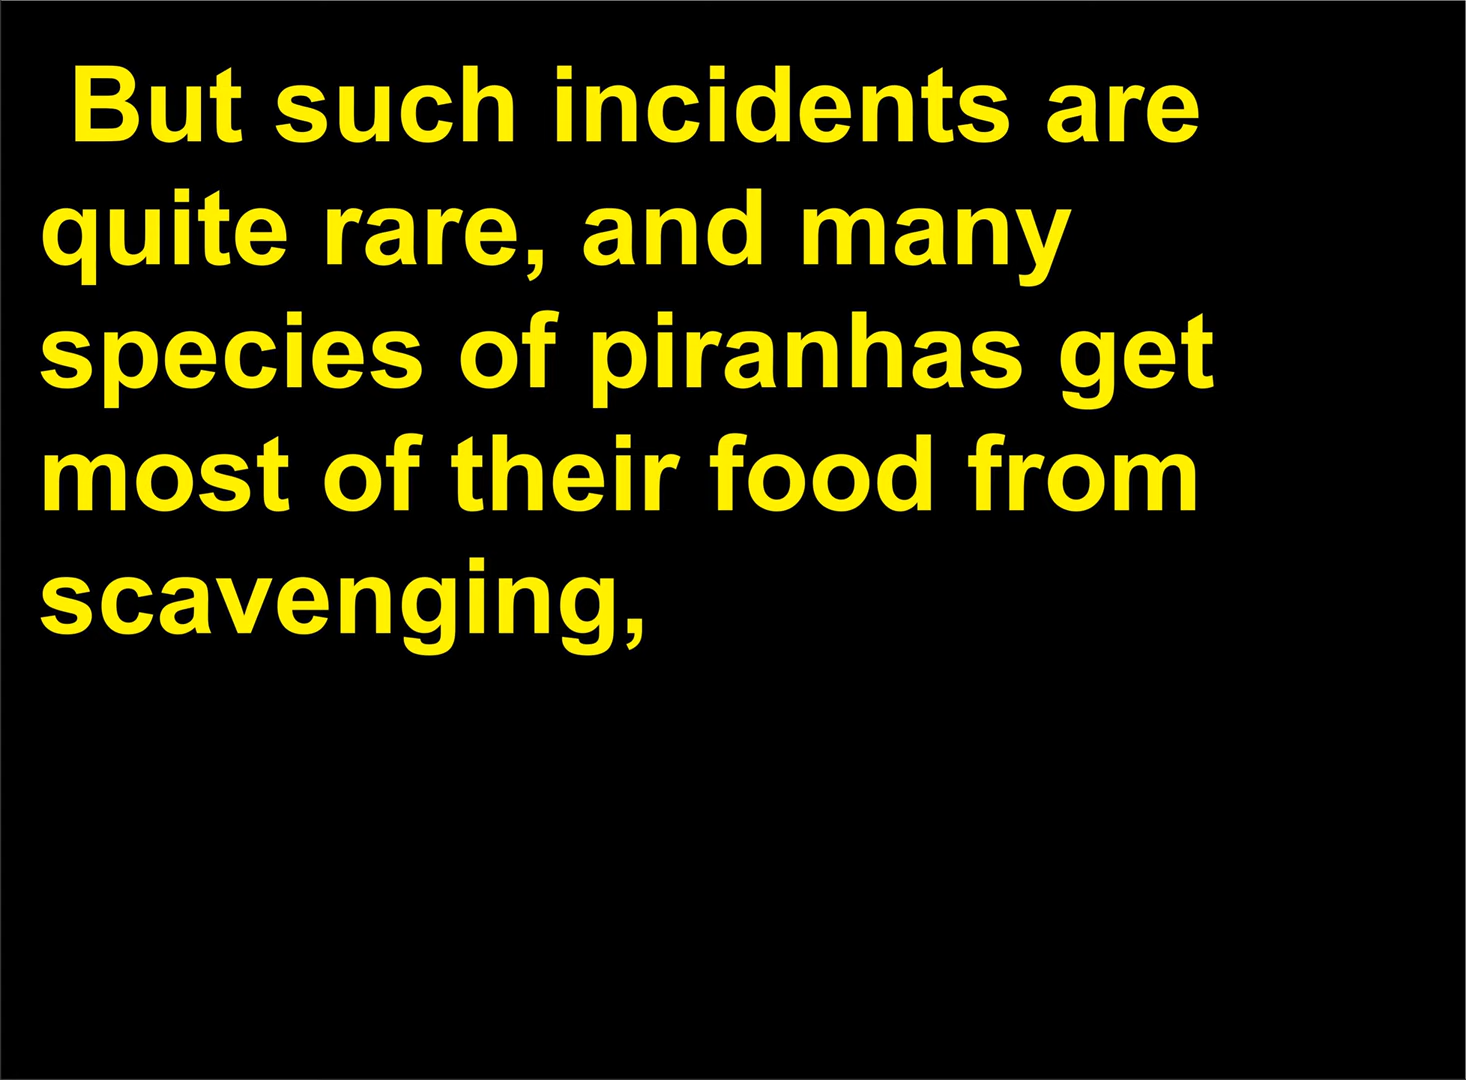 But such incidents are
quite rare, and many
species of piranhas get
most of their food from
scavenging,